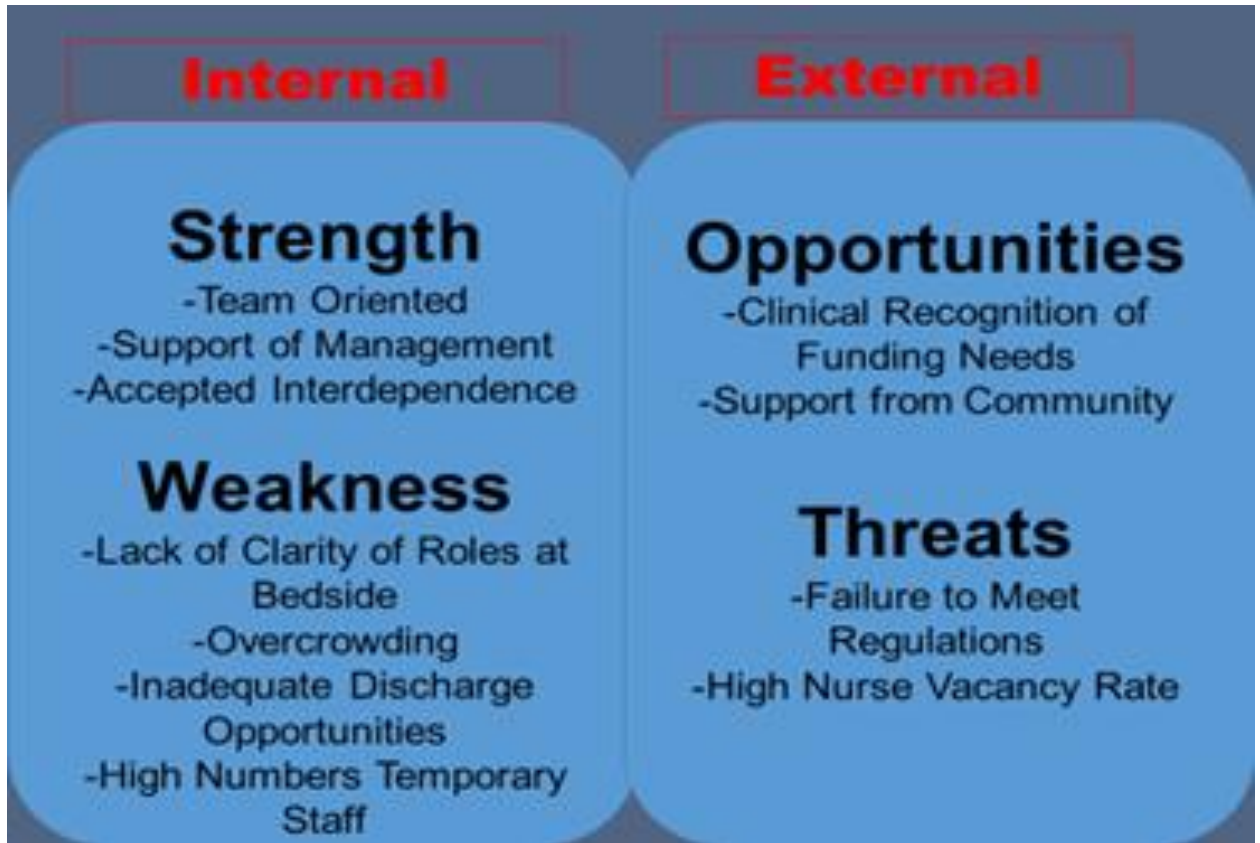 Internal
Strength
-Team Oriented
-Support of Management
-Accepted Interdependence
Weakness
-Lack of Clarity of Roles at
Bedside
-Overcrowding
-Inadequate Discharge
Opportunities
-High Numbers Temporary
Staff
External
Opportunities
-Clinical Recognition of
Funding Needs
-Support from Community
Threats
-Failure to Meet
Regulations
-High Nurse Vacancy Rate